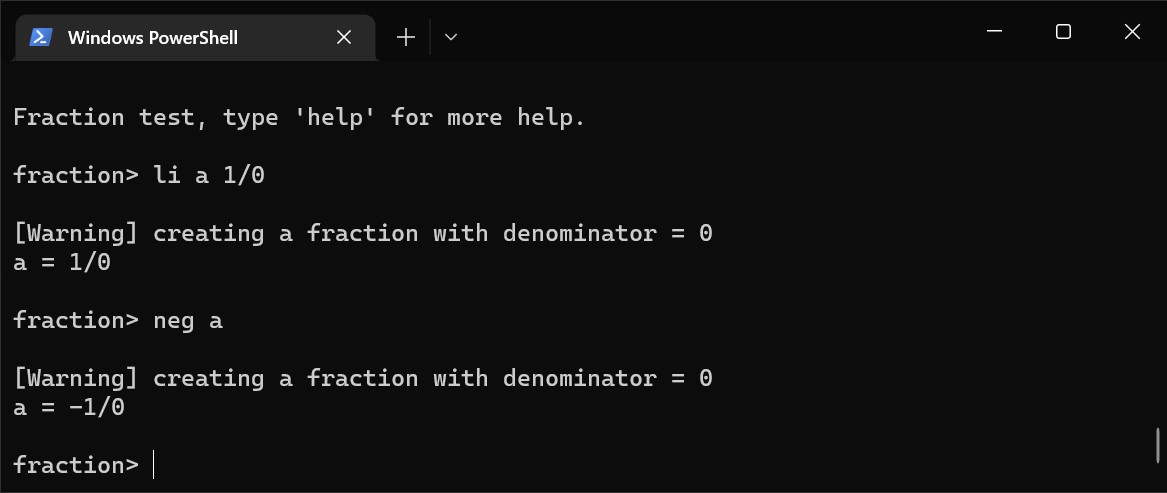 Windows PowerShell
Fraction test, type 'help' for more help.
fraction> li a 1/0
[Warning] creating a fraction with denominator = 0
a = 1/0
fraction> neg a
[Warning] creating a fraction with denominator = 0
a = -1/0
fraction>